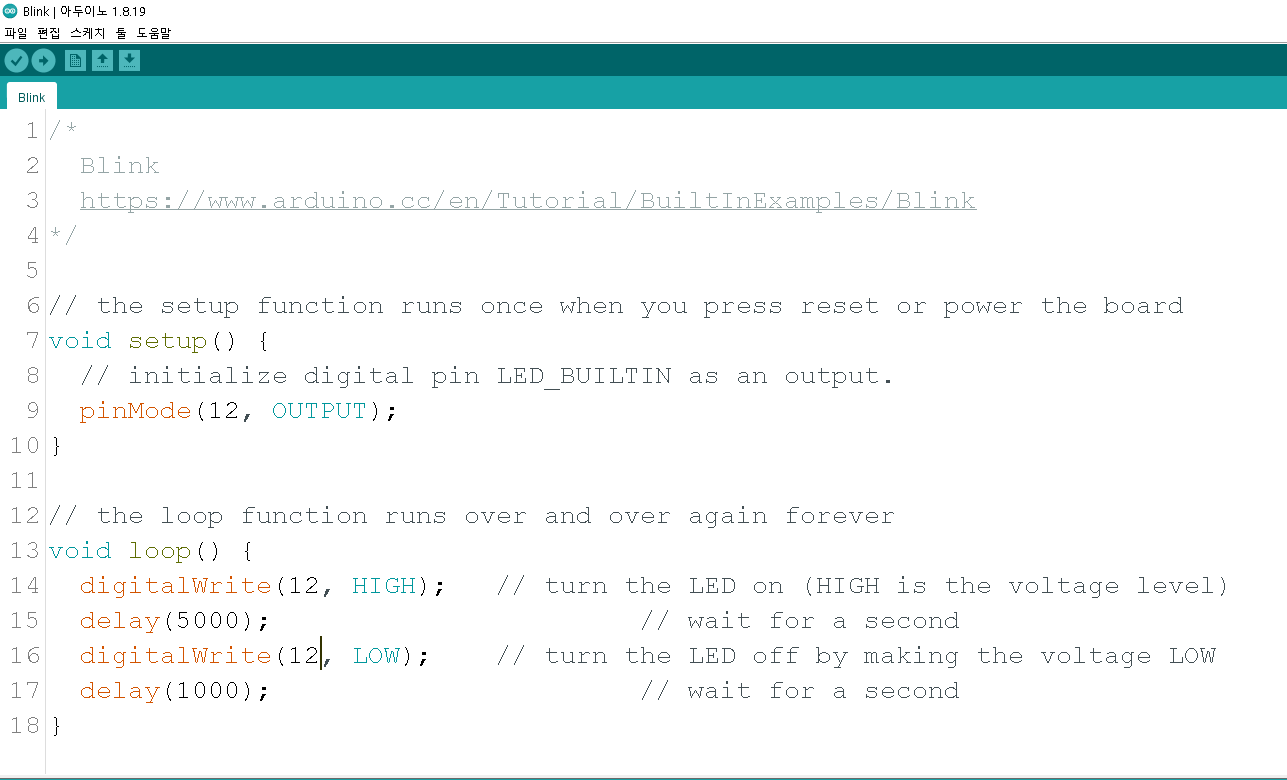 Blink | 아두이노 1.8.19
파일 편집 스케치 툴 도움말
Blink
1 /*
2   Blink
3   https://www.arduino.cc/en/Tutorial/BuiltInExamples/Blink
4 */
5
6 // the setup function runs once when you press reset or power the board
7 void setup() {
8   // initialize digital pin LED_BUILTIN as an output.
9   pinMode(12, OUTPUT);
10 }
11
12 // the loop function runs over and over again forever
13 void loop() {
14   digitalWrite(12, HIGH);   // turn the LED on (HIGH is the voltage level)
15   delay(5000);                       // wait for a second
16   digitalWrite(12, LOW);    // turn the LED off by making the voltage LOW
17   delay(1000);                       // wait for a second
18 }